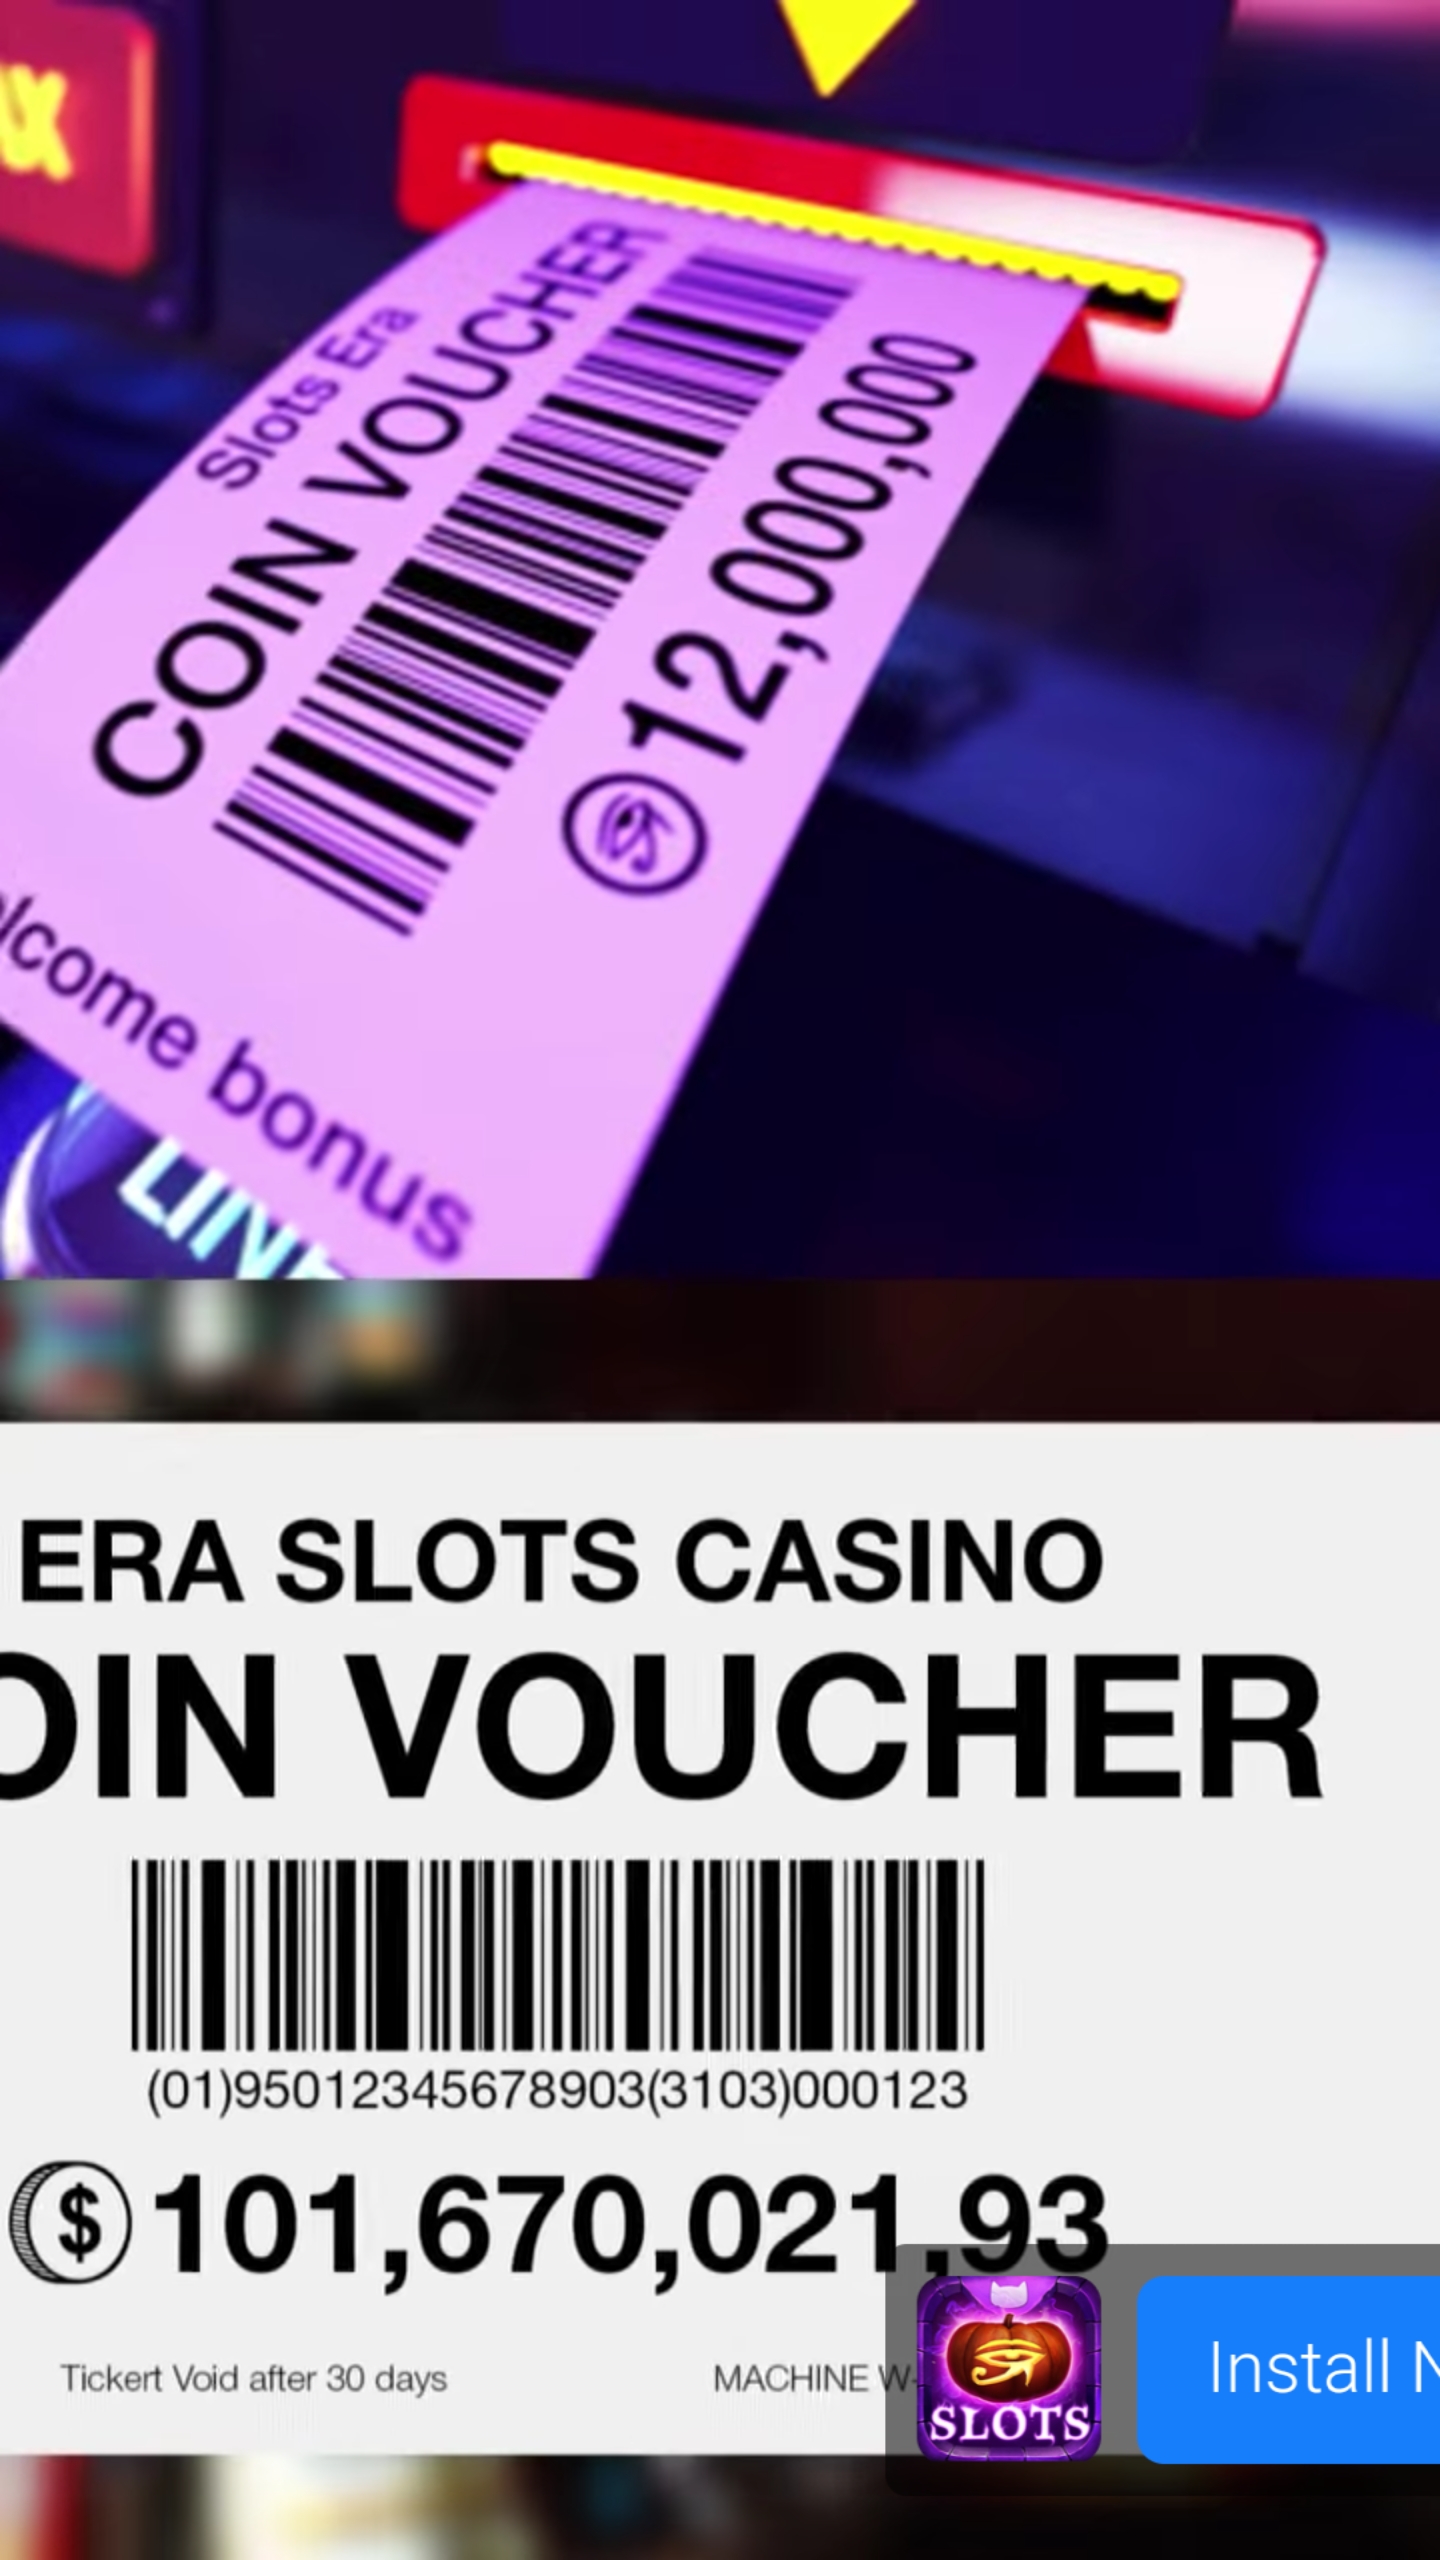 Slots Era
COIN VOUCHER
12,000,000
elcome bonus
ERA SLOTS CASINO
OIN VOUCHER
(01)95012345678903(3103)000123
$101,670,021,93
Tickert Void after 30 days
MACHINE W-
SLOTS
Install N